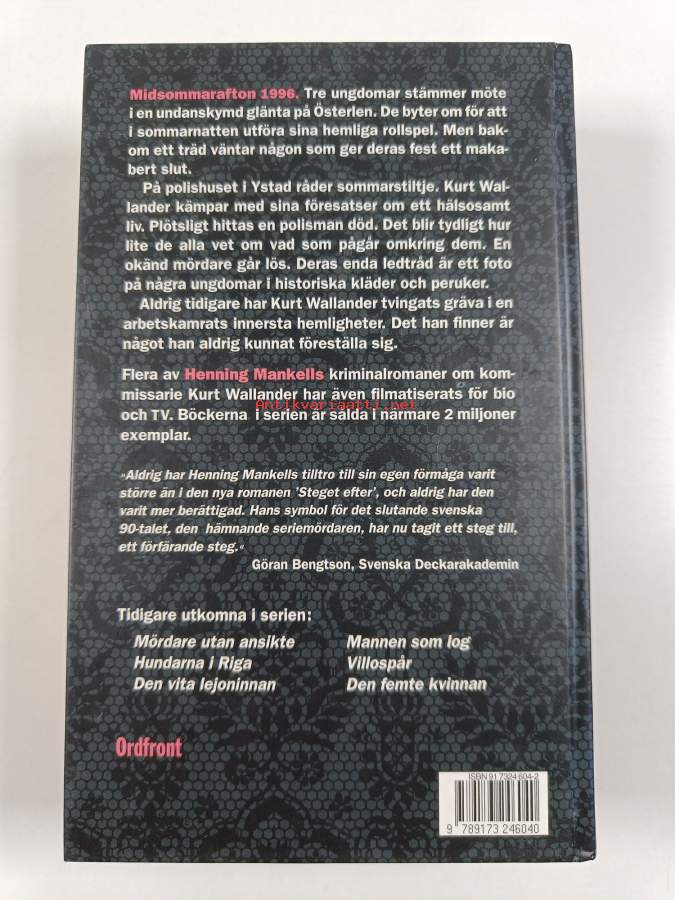 Midsommarafton 1996. Tre ungdomar stämmer möte
i en undanskymd glänta på Österlen. De byter om för att
i sommarnatten utföra sina hemliga rollspel. Men bak-
om ett träd väntar någon som ger deras fest ett maka-
bert slut.
På polishuset i Ystad råder sommarstiltje. Kurt Wal-
lander kämpar med sina föresatser om ett hälsosamt
liv. Plötsligt hittas en polisman död. Det blir tydligt hur
lite de alla vet om vad som pågår omkring dem. En
okänd mördare går lös. Deras enda ledtråd är ett foto
på några ungdomar i historiska kläder och peruker.
Aldrig tidigare har Kurt Wallander tvingats gräva i en
arbetskamrats innersta hemligheter. Det han finner är
något han aldrig kunnat föreställa sig.
Flera av Henning Mankells kriminalromaner om kom-
missarie Kurt Wallander har även filmatiserats för bio
Antikvariaatti.net
och TV. Böckerna i serien är sålda i närmare 2 miljoner
exemplar.
»Aldrig har Henning Mankells tilltro till sin egen förmåga varit
större än i den nya romanen 'Steget efter', och aldrig har den
varit mer berättigad. Hans symbol för det slutande svenska
90-talet, den hämnande seriemördaren, har nu tagit ett steg till,
ett förfärande steg.«
Göran Bengtson, Svenska Deckarakademin
Tidigare utkomna i serien:
Mördare utan ansikte
Hundarna i Riga
Den vita lejoninnan
Mannen som log
Villospår
Den femte kvinnan
Ordfront
ISBN 91 7324 604-2
9 789173 246040